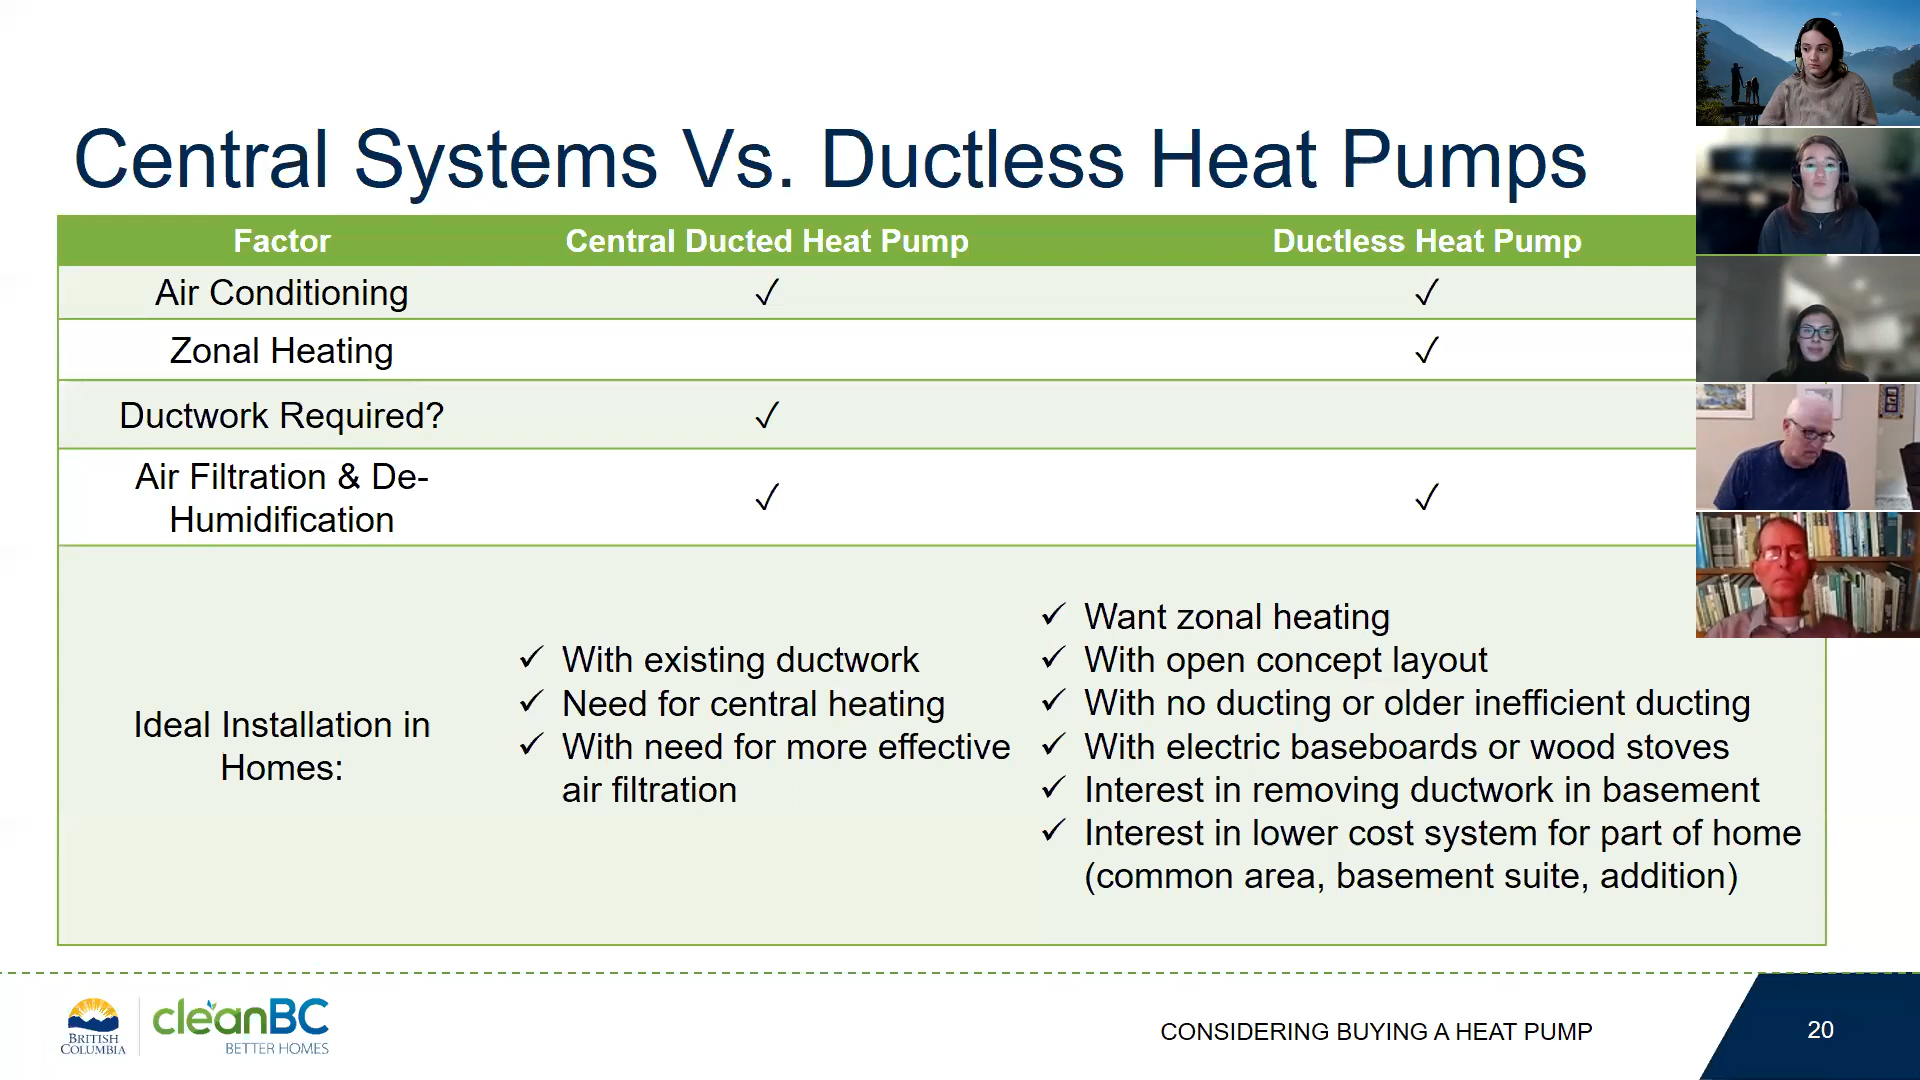 Central Systems Vs. Ductless Heat Pumps
Factor
Central Ducted Heat Pump
Ductless Heat Pump
Air Conditioning
✓
✓
Zonal Heating
✓
Ductwork Required?
✓
Air Filtration & De-
Humidification
✓
✓
Ideal Installation in
Homes:
✓ With existing ductwork
✓ Need for central heating
✓ With need for more effective
air filtration
✓ Want zonal heating
✓ With open concept layout
✓ With no ducting or older inefficient ducting
✓ With electric baseboards or wood stoves
✓ Interest in removing ductwork in basement
✓ Interest in lower cost system for part of home
(common area, basement suite, addition)
BRITISH
COLUMBIA
cleanBC
BETTER HOMES
CONSIDERING BUYING A HEAT PUMP
20